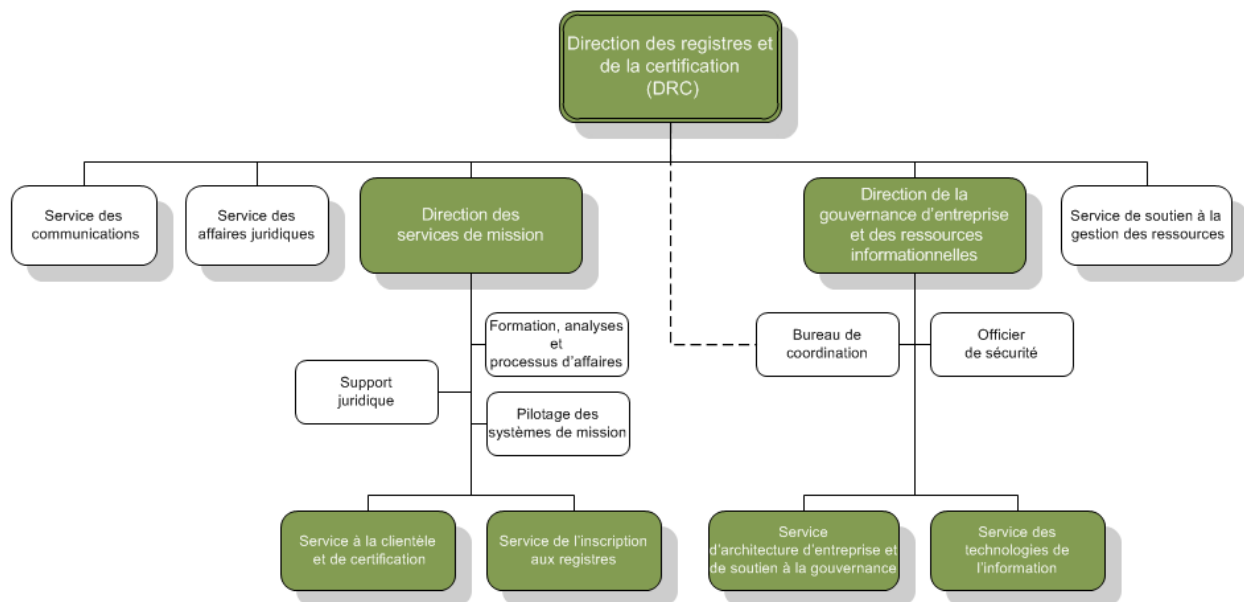 Direction des registres et
de la certification
(DRC)
Service des
communications
Service des
affaires juridiques
Direction des
services de mission
Direction de la
gouvernance d'entreprise
et des ressources
informationnelles
Service de soutien à la
gestion des ressources
Formation, analyses
et
processus d'affaires
Support
juridique
Pilotage des
systèmes de mission
Bureau de
coordination
Officier
de sécurité
Service à la clientèle
et de certification
Service de l'inscription
aux registres
Service
d'architecture d'entreprise et
de soutien à la gouvernance
Service des
technologies de
l'information